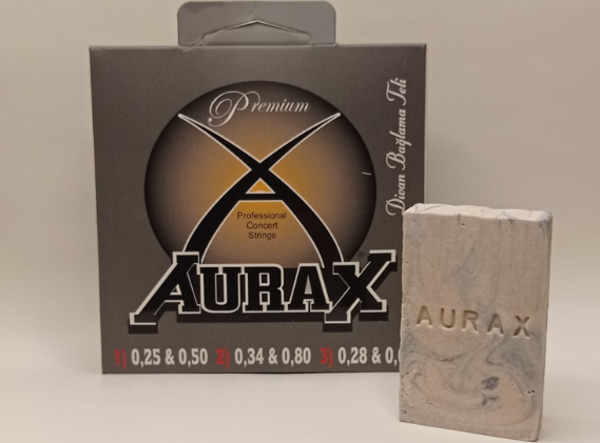 Premium
Professional
Concert
Strings
AURAX
Divan Bağlama Teli
1) 0,25 & 0,50 2) 0,34 & 0,80 3) 0,28 &
AURAX